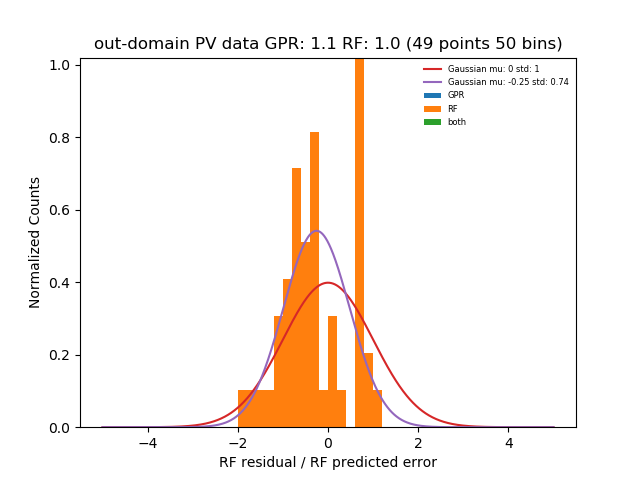 out-domain PV data GPR: 1.1 RF: 1.0 (49 points 50 bins)
Gaussian mu: 0 std: 1
Gaussian mu: -0.25 std: 0.74
GPR
RF
both
Normalized Counts
1.0
0.8
0.6
0.4
0.2
0.0
−4 −2 0 2 4
RF residual / RF predicted error